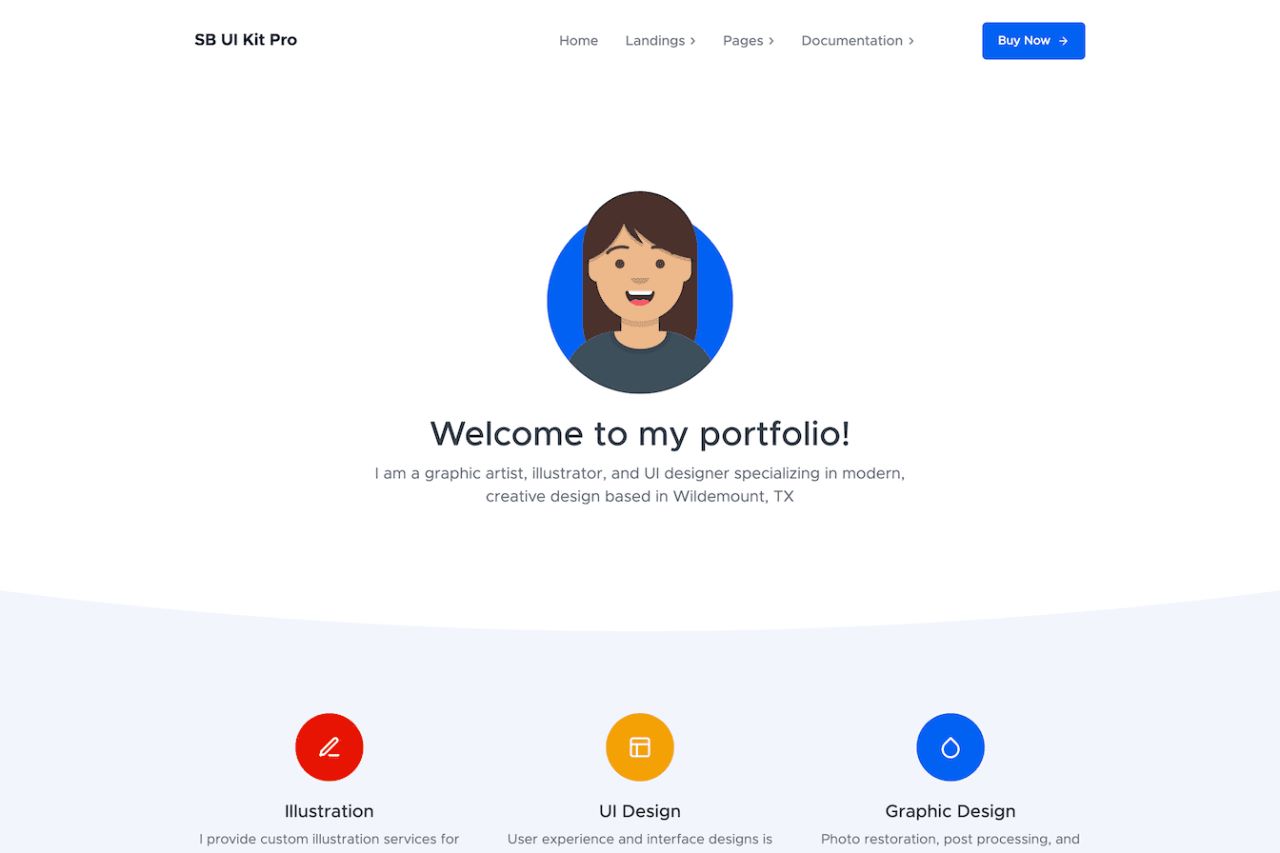 SB UI Kit Pro
Home
Landings
Pages
Documentation
Buy Now
Welcome to my portfolio!
I am a graphic artist, illustrator, and UI designer specializing in modern,
creative design based in Wildemount, TX
Illustration
UI Design
Graphic Design
I provide custom illustration services for
User experience and interface designs is
Photo restoration, post processing, and